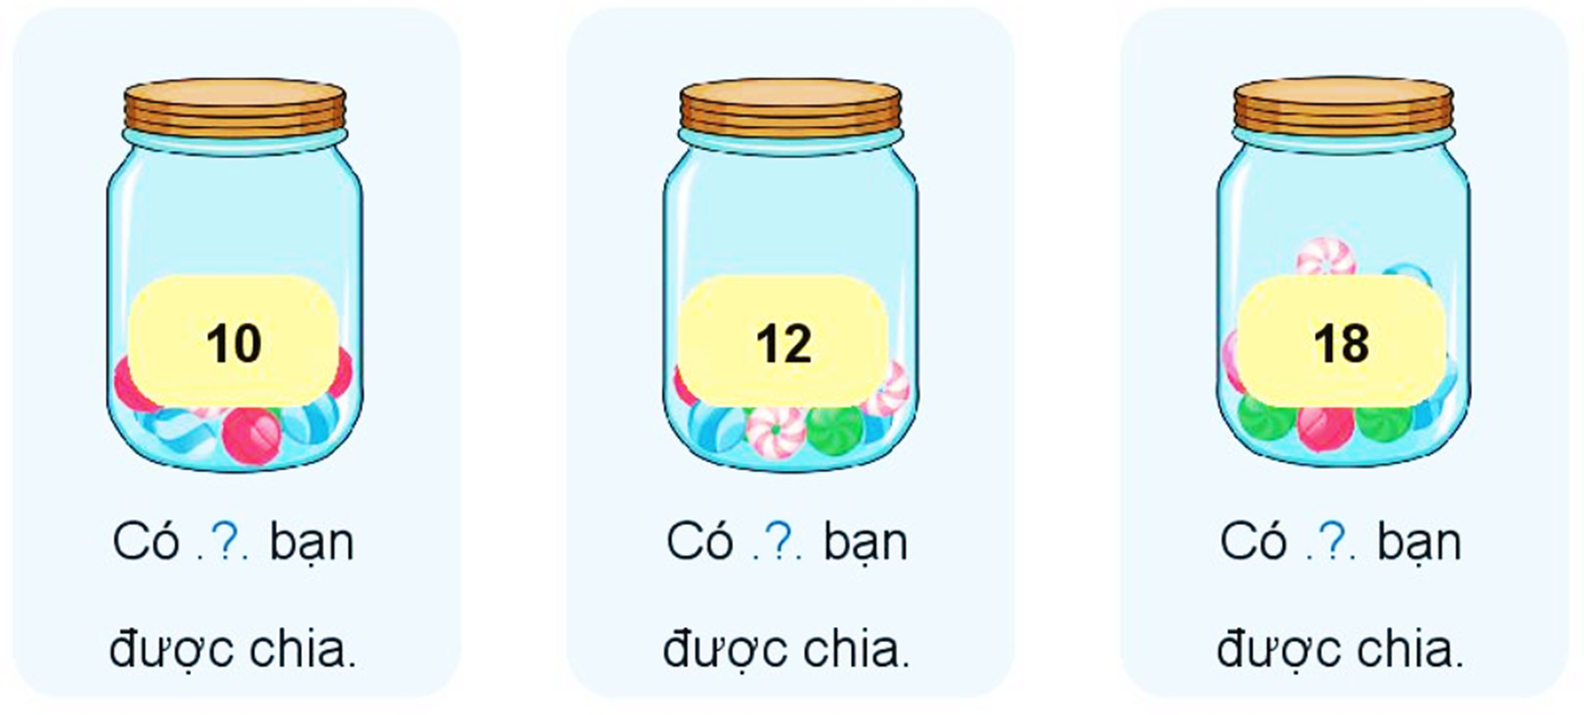 10
12
18
Có .?. bạn
được chia.
Có .?. bạn
được chia.
Có .?. bạn
được chia.